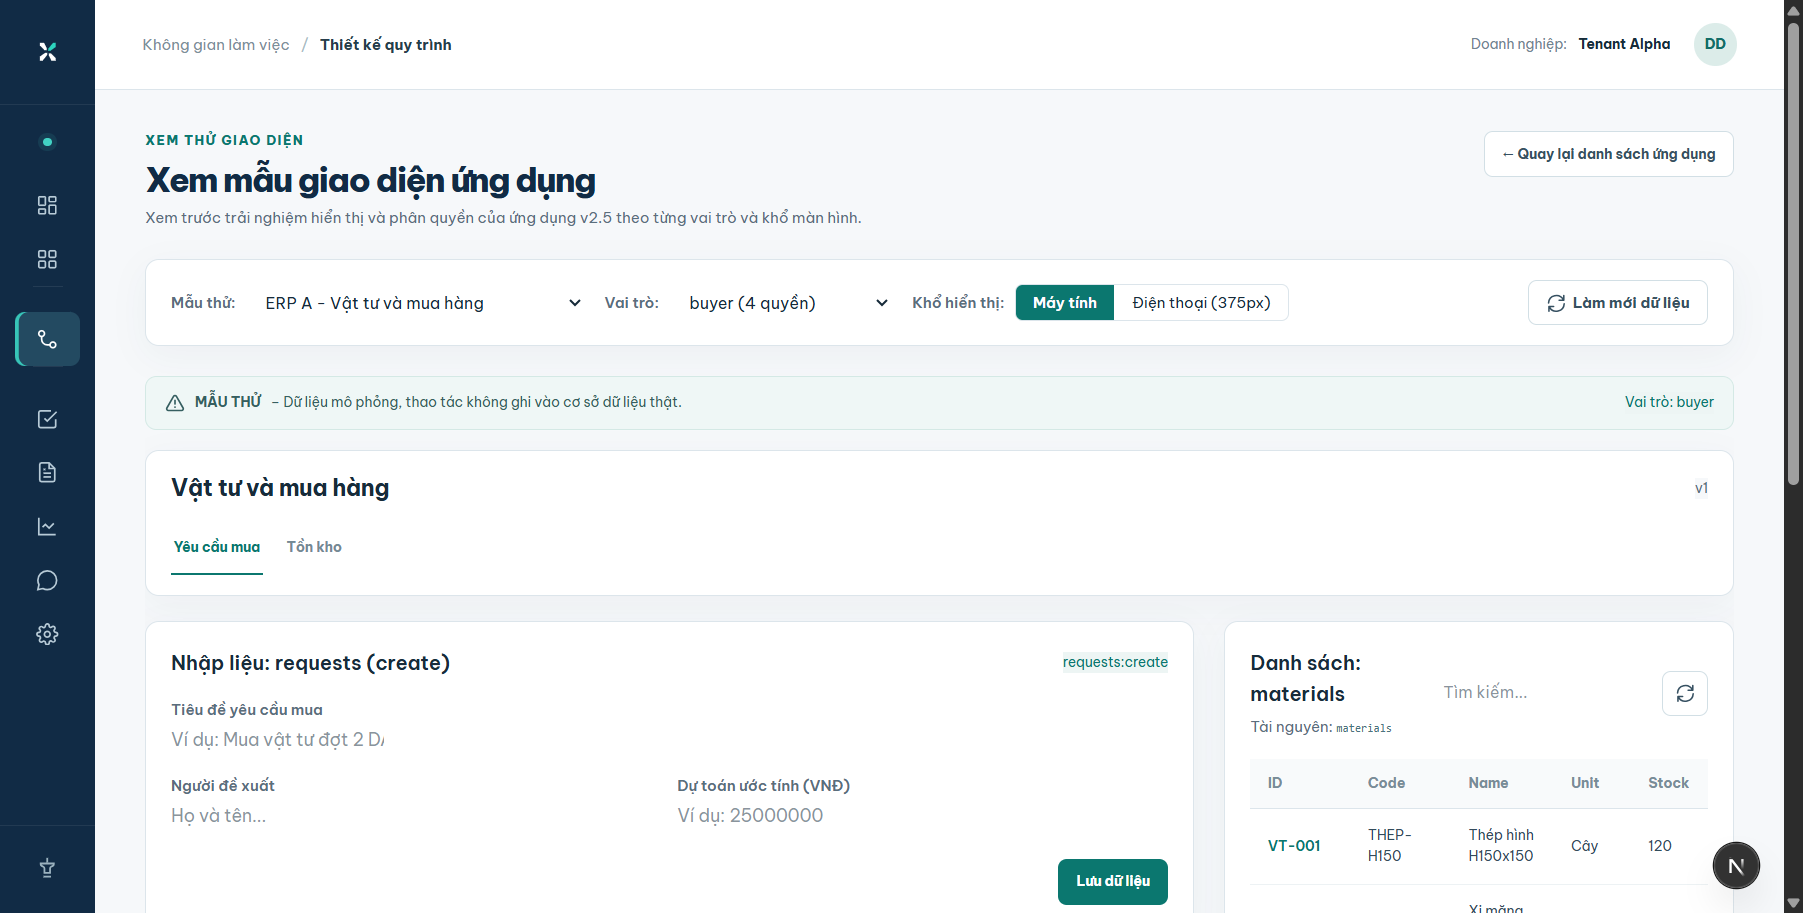 Không gian làm việc / Thiết kế quy trình
Doanh nghiệp: Tenant Alpha
DD
XEM THỬ GIAO DIỆN
Xem mẫu giao diện ứng dụng
Xem trước trải nghiệm hiển thị và phân quyền của ứng dụng v2.5 theo từng vai trò và khổ màn hình.
← Quay lại danh sách ứng dụng
Mẫu thử: ERP A - Vật tư và mua hàng
Vai trò: buyer (4 quyền)
Khổ hiển thị: Máy tính Điện thoại (375px)
Làm mới dữ liệu
MẪU THỬ – Dữ liệu mô phỏng, thao tác không ghi vào cơ sở dữ liệu thật.
Vai trò: buyer
Vật tư và mua hàng
v1
Yêu cầu mua Tồn kho
Nhập liệu: requests (create)
requests:create
Tiêu đề yêu cầu mua
Ví dụ: Mua vật tư đợt 2 D
Người đề xuất
Họ và tên...
Dự toán ước tính (VNĐ)
Ví dụ: 25000000
Lưu dữ liệu
Danh sách:
materials
Tài nguyên: materials
Tìm kiếm...
ID Code Name Unit Stock
VT-001 THEP-H150 Thép hình H150x150 Cây 120
Xi măng
N